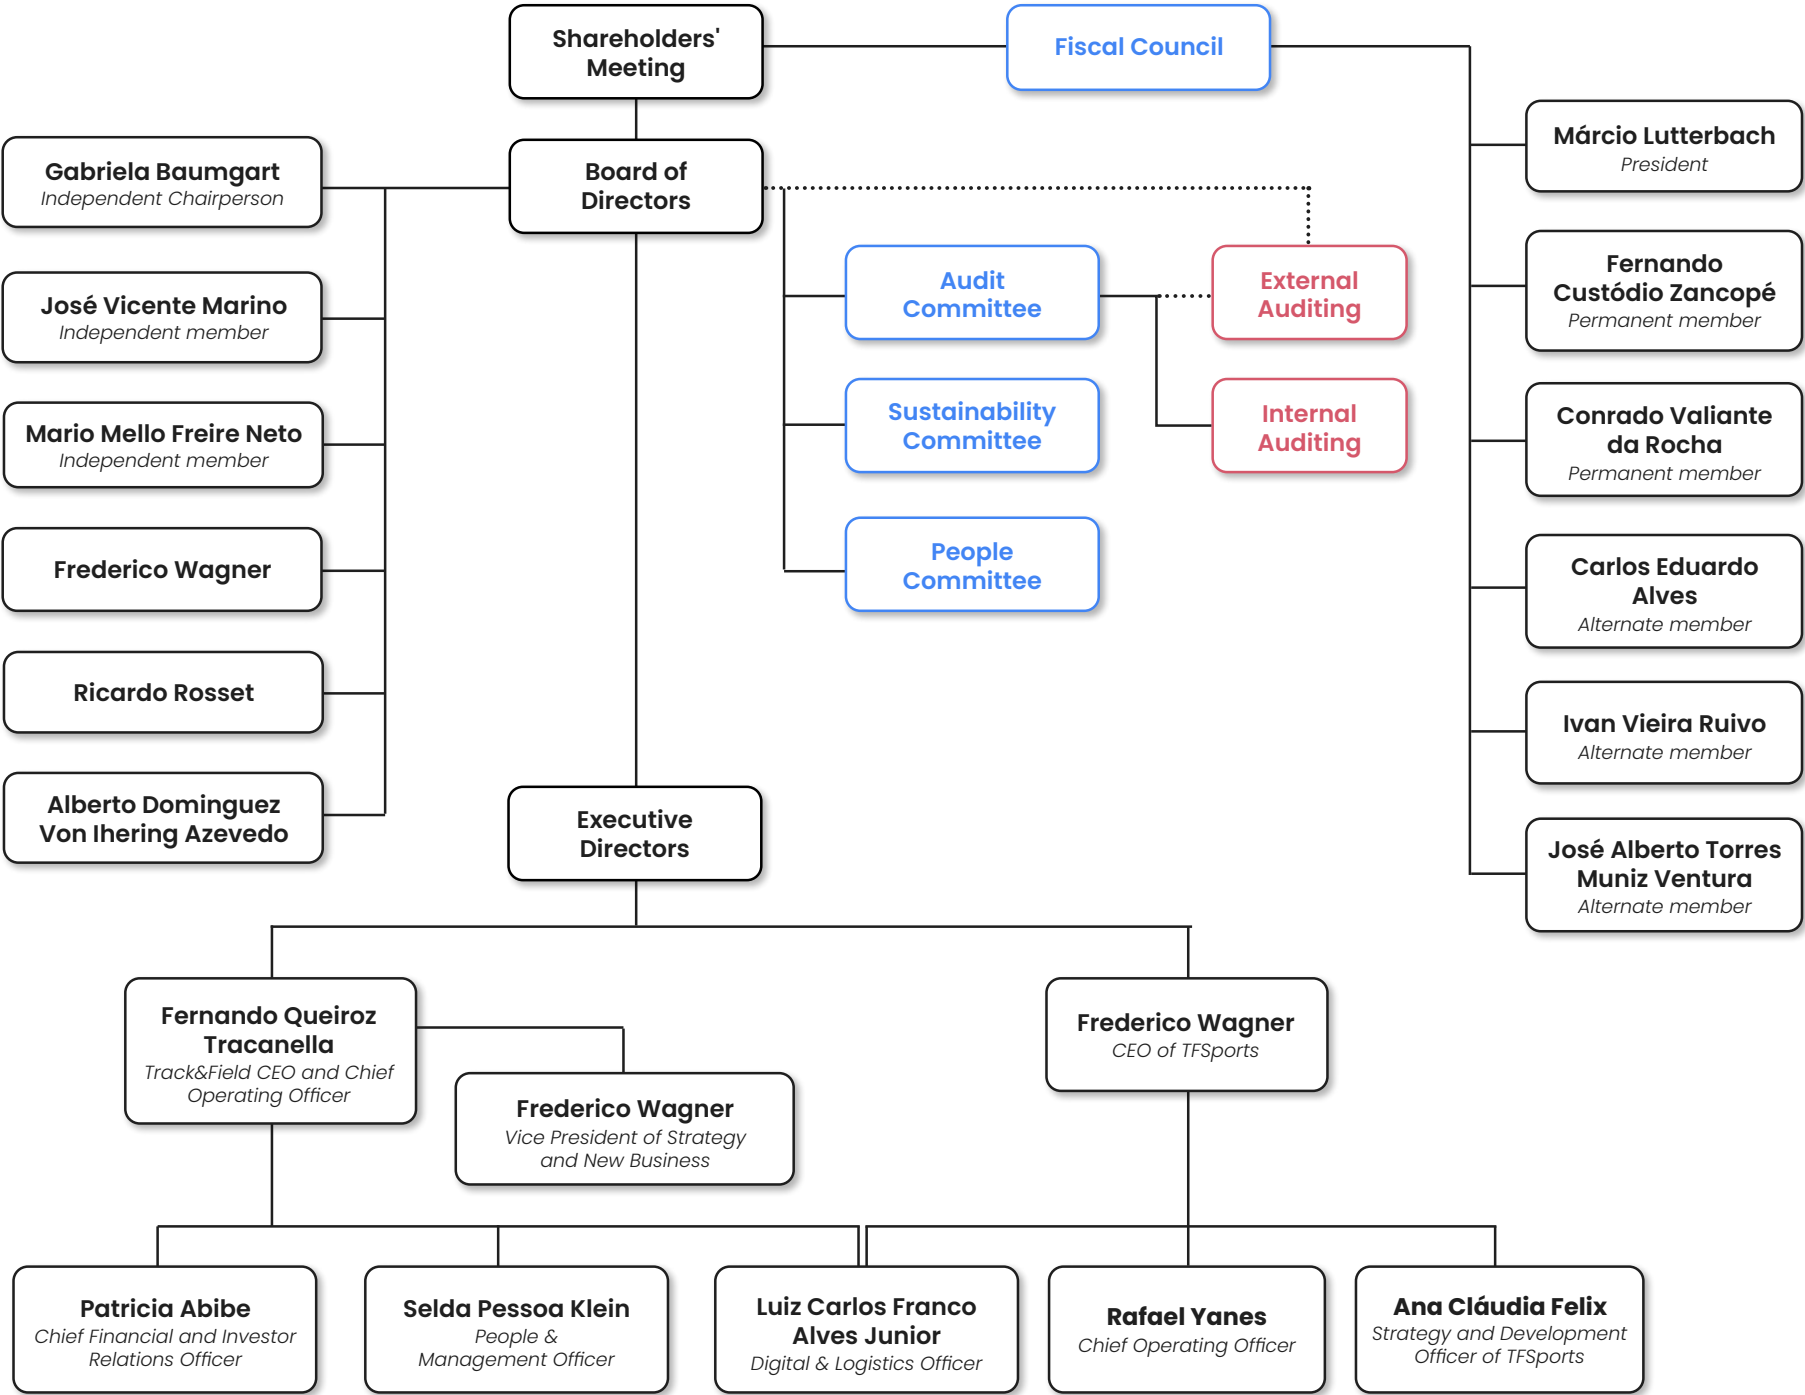 Shareholders'
Meeting
Fiscal Council
Gabriela Baumgart
Independent Chairperson
José Vicente Marino
Independent member
Mario Mello Freire Neto
Independent member
Frederico Wagner
Ricardo Rosset
Alberto Dominguez
Von Ihering Azevedo
Board of
Directors
Audit
Committee
Sustainability
Committee
People
Committee
External
Auditing
Internal
Auditing
Márcio Lutterbach
President
Fernando
Custódio Zancopé
Permanent member
Conrado Valiante
da Rocha
Permanent member
Carlos Eduardo
Alves
Alternate member
Ivan Vieira Ruivo
Alternate member
José Alberto Torres
Muniz Ventura
Alternate member
Executive
Directors
Fernando Queiroz
Tracanella
Track&Field CEO and Chief
Operating Officer
Frederico Wagner
Vice President of Strategy
and New Business
Frederico Wagner
CEO of TFSports
Patricia Abibe
Chief Financial and Investor
Relations Officer
Selda Pessoa Klein
People &
Management Officer
Luiz Carlos Franco
Alves Junior
Digital & Logistics Officer
Rafael Yanes
Chief Operating Officer
Ana Cláudia Felix
Strategy and Development
Officer of TFSports